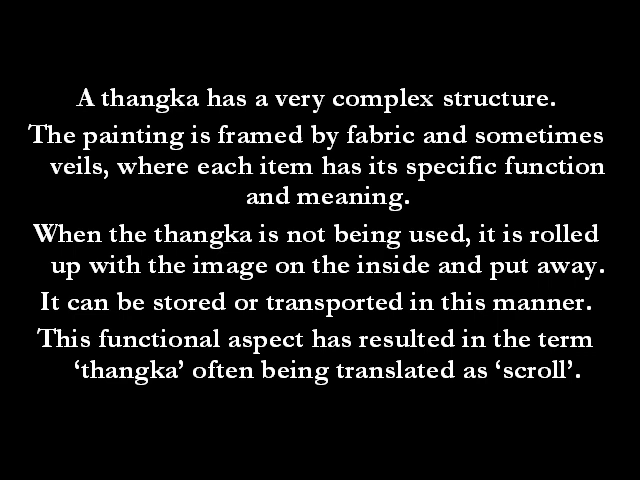 A thangka has a very complex structure.
The painting is framed by fabric and sometimes
veils, where each item has its specific function
and meaning.
When the thangka is not being used, it is rolled
up with the image on the inside and put away.
It can be stored or transported in this manner.
This functional aspect has resulted in the term
‘thangka’ often being translated as ‘scroll’.